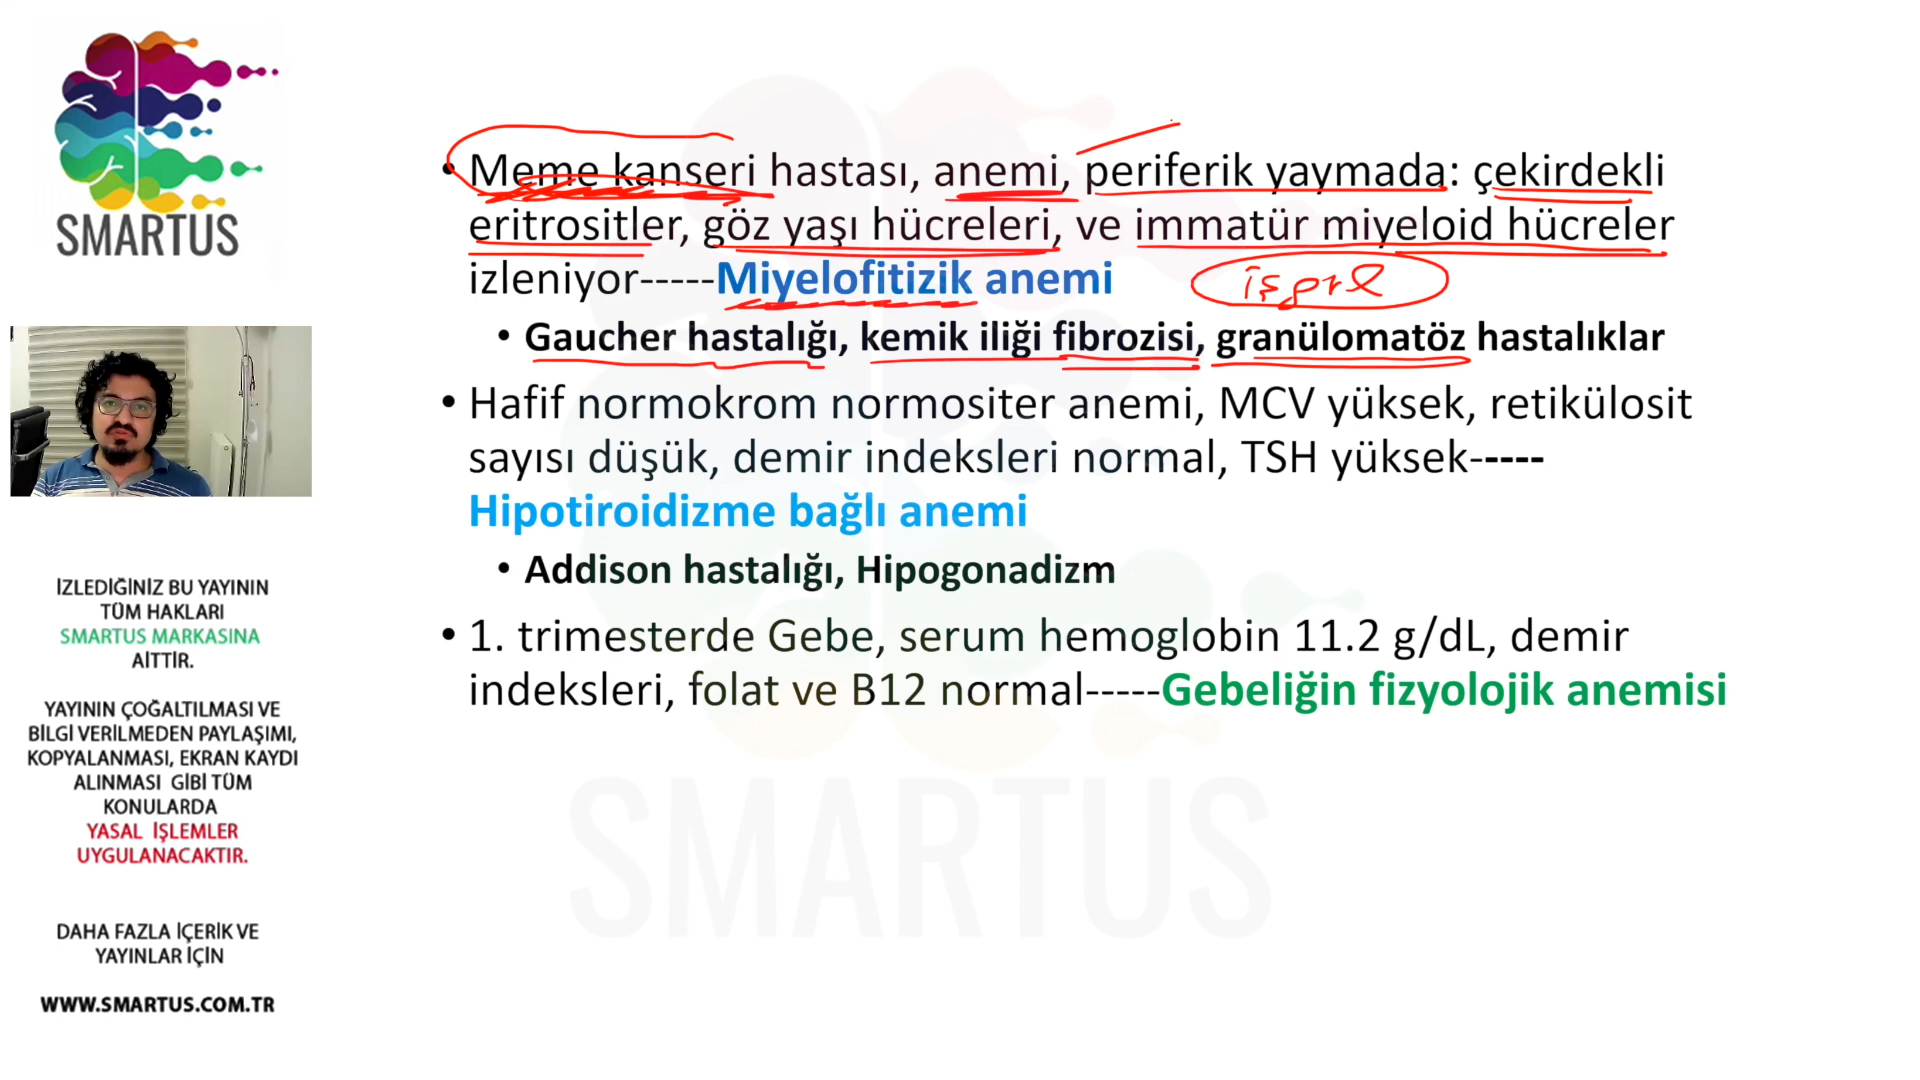 SMARTUS
• Meme kanseri hastası, anemi, periferik yaymada: çekirdekli
eritrositler, göz yaşı hücreleri, ve immatür miyeloid hücreler
izleniyor-----Miyelofitizik anemi
• Gaucher hastalığı, kemik iliği fibrozisi, granülomatöz hastalıklar
• Hafif normokrom normositer anemi, MCV yüksek, retikülosit
sayısı düşük, demir indeksleri normal, TSH yüksek-----
Hipotiroidizme bağlı anemi
• Addison hastalığı, Hipogonadizm
• 1. trimesterde Gebe, serum hemoglobin 11.2 g/dL, demir
indeksleri, folat ve B12 normal-----Gebeliğin fizyolojik anemisi
SMARTUS
İZLEDİĞİNİZ BU YAYININ
TÜM HAKLARI
SMARTUS MARKASINA
AİTTİR.
YAYININ ÇOĞALTILMASI VE
BİLGİ VERİLMEDEN PAYLAŞIMI,
KOPYALANMASI, EKRAN KAYDI
ALINMASI GİBİ TÜM
KONULARDA
YASAL İŞLEMLER
UYGULANACAKTIR.
DAHA FAZLA İÇERİK VE
YAYINLAR İÇİN
WWW.SMARTUS.COM.TR